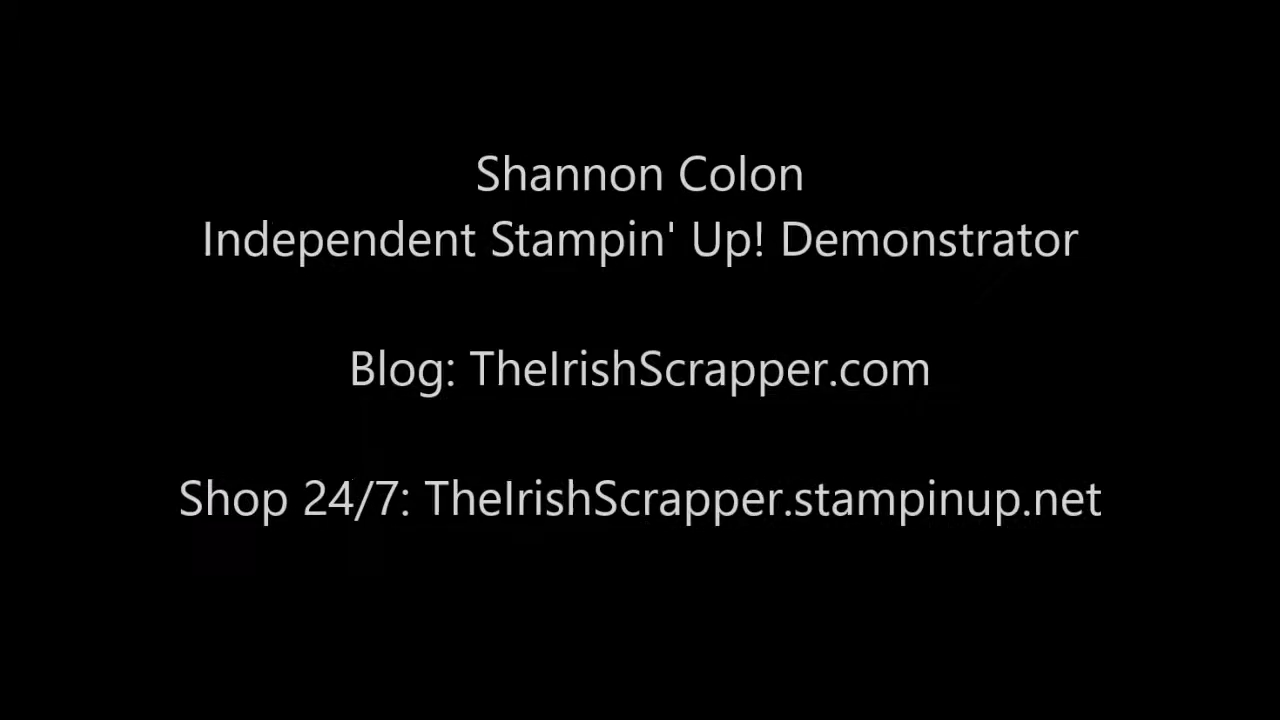 Shannon Colon
Independent Stampin' Up! Demonstrator
Blog: TheIrishScrapper.com
Shop 24/7: TheIrishScrapper.stampinup.net